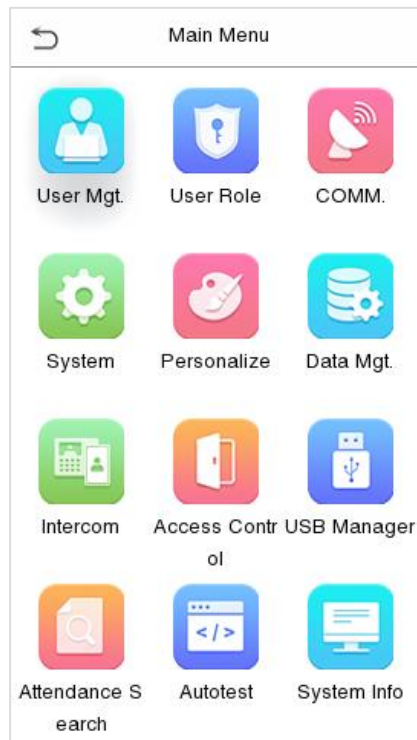 Main Menu
User Mgt.
User Role
COMM.
System
Personalize
Data Mgt.
Intercom
Access Contr
ol
USB Manager
Attendance S
earch
</>
Autotest
System Info